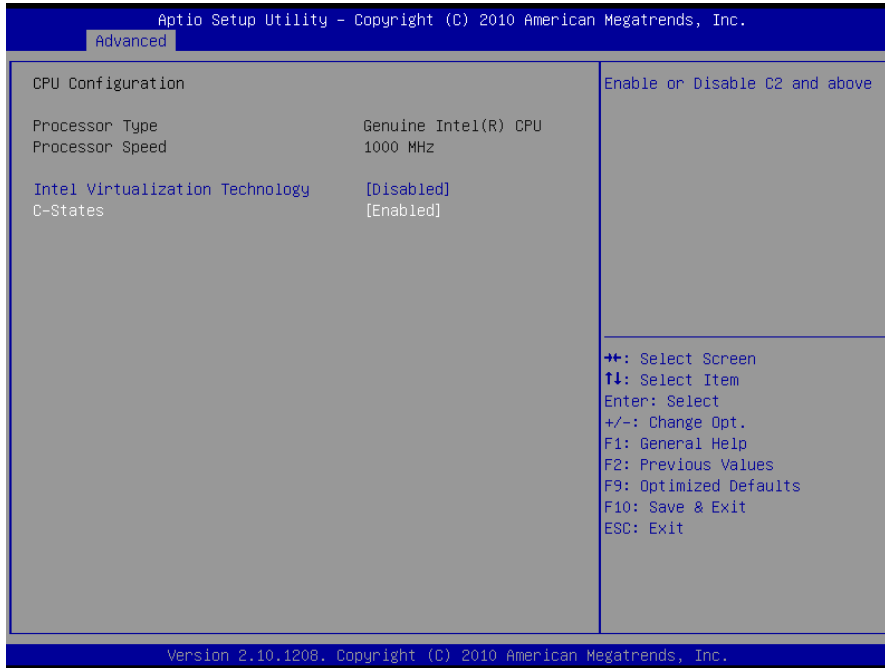 Aptio Setup Utility – Copyright (C) 2010 American Megatrends, Inc.
Advanced
CPU Configuration
Processor Type Genuine Intel(R) CPU
Processor Speed 1000 MHz
Intel Virtualization Technology [Disabled]
C-States [Enabled]
Enable or Disable C2 and above
→←: Select Screen
↑↓: Select Item
Enter: Select
+/-: Change Opt.
F1: General Help
F2: Previous Values
F9: Optimized Defaults
F10: Save & Exit
ESC: Exit
Version 2.10.1208. Copyright (C) 2010 American Megatrends, Inc.